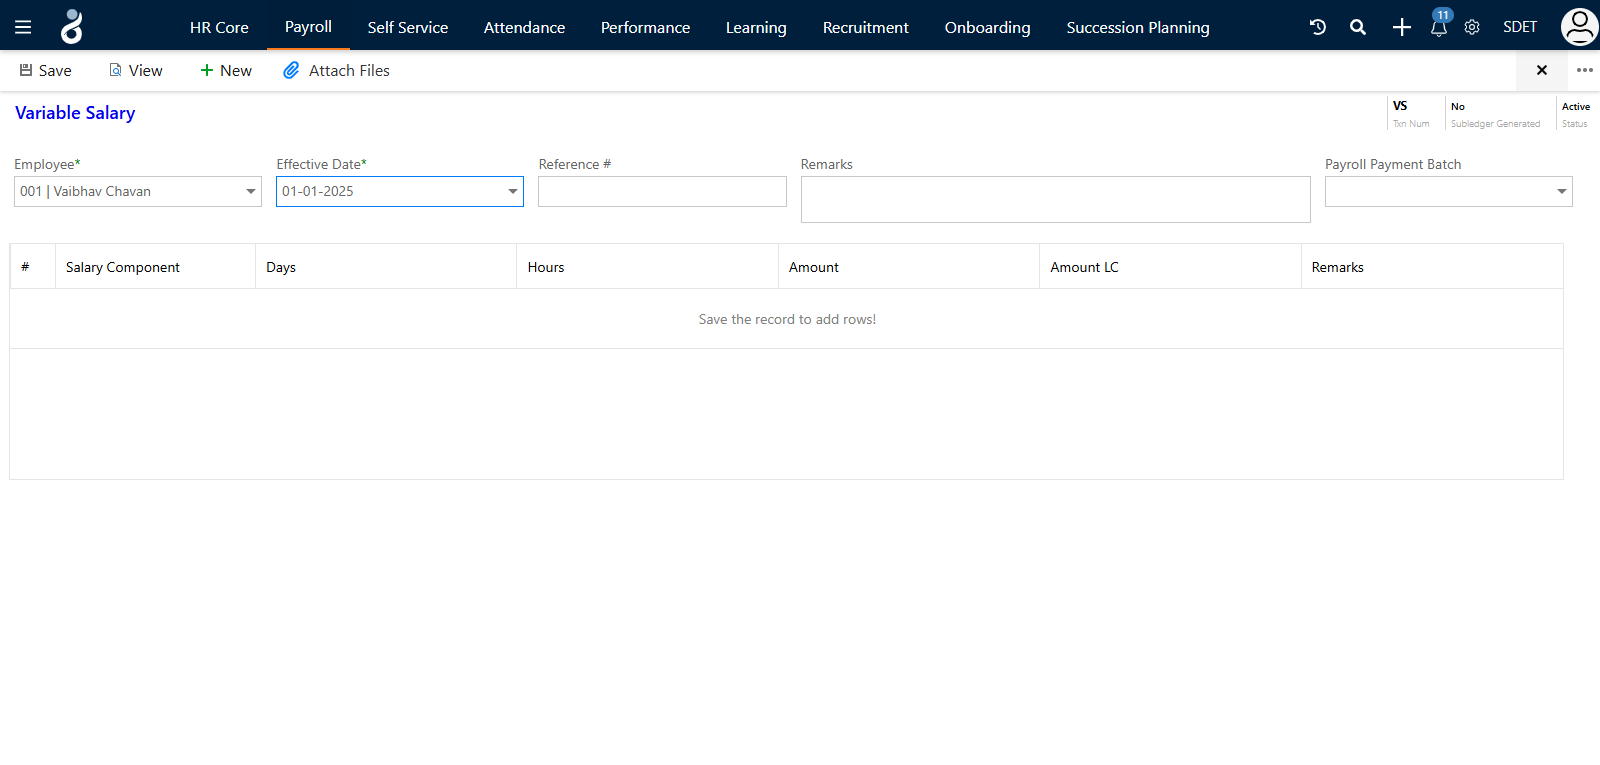 HR Core Payroll Self Service Attendance Performance Learning Recruitment Onboarding Succession Planning 11 SDET
Save View New Attach Files
Variable Salary
VS No Active
Txn Num Subledger Generated Status
Employee* Effective Date* Reference # Remarks Payroll Payment Batch
001 | Vaibhav Chavan 01-01-2025
# Salary Component Days Hours Amount Amount LC Remarks
Save the record to add rows!